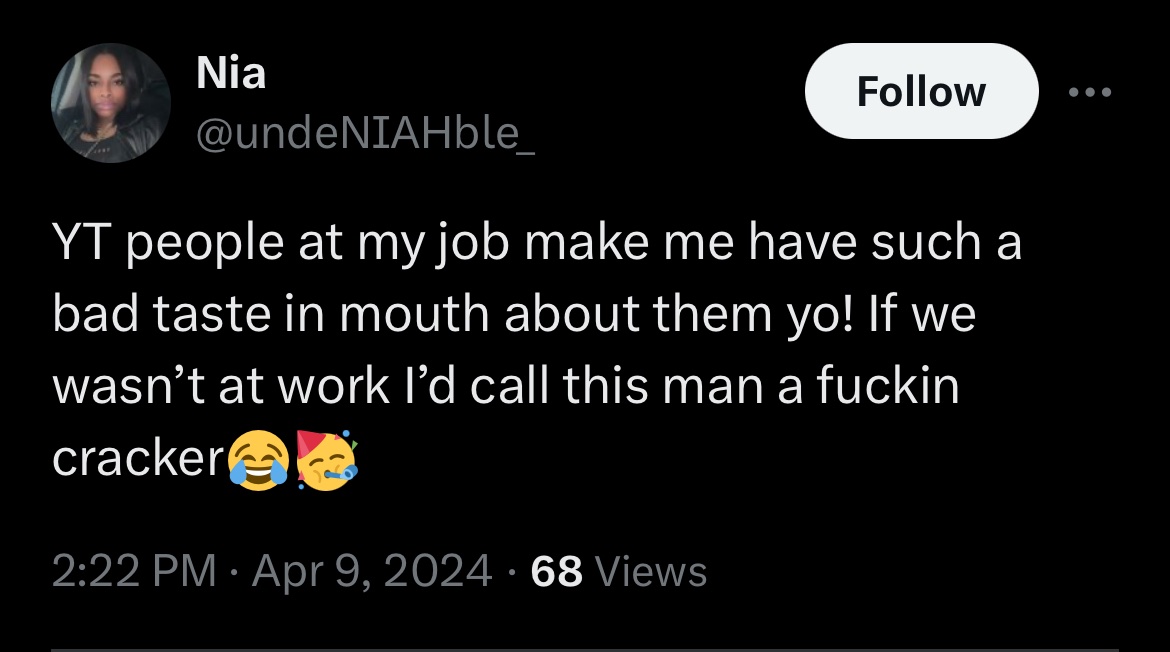 Nia
Follow
@undeNIAHble_
YT people at my job make me have such a
bad taste in mouth about them yo! If we
wasn’t at work I’d call this man a fuckin
cracker😂🥳
2:22 PM · Apr 9, 2024 · 68 Views